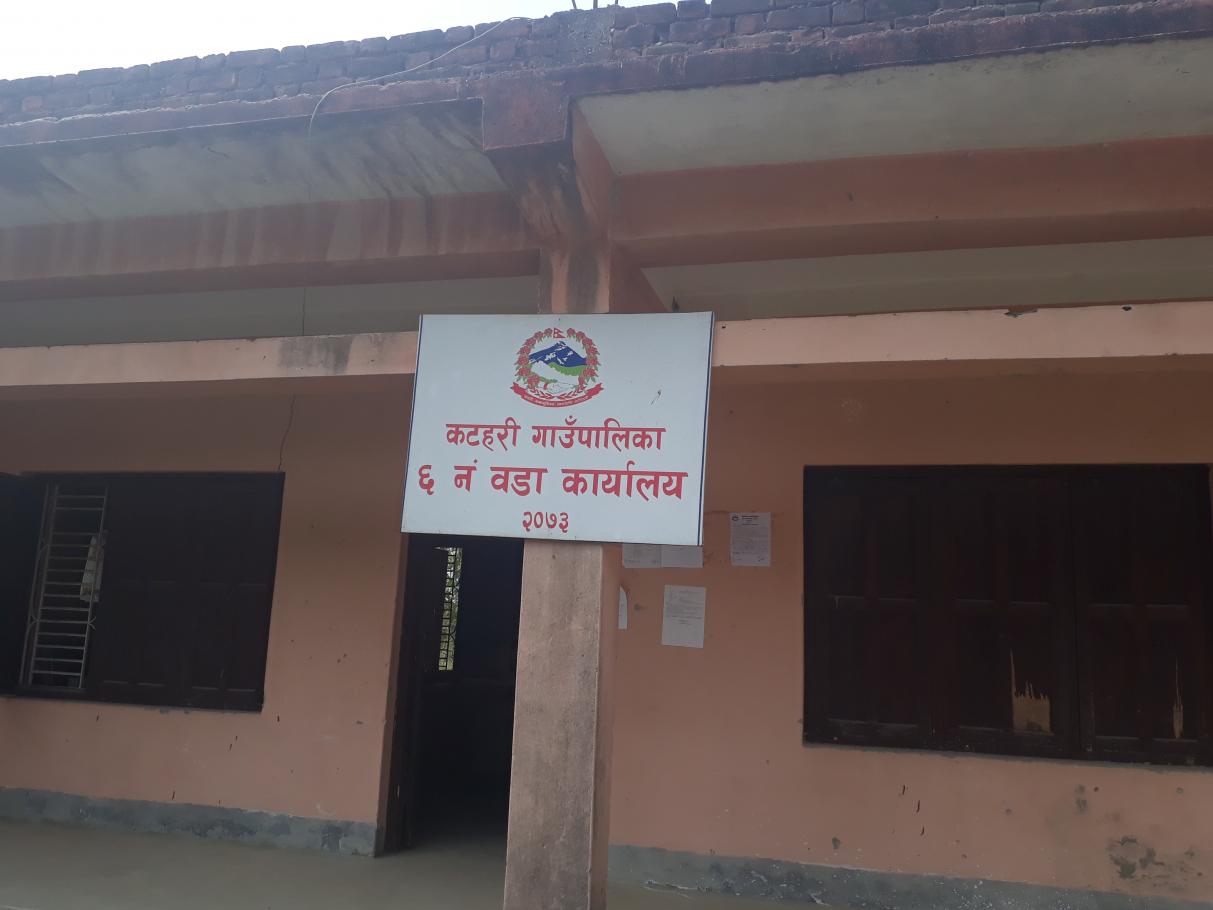 कटहरी गाउँपालिका
६ नं वडा कार्यालय
२०७३